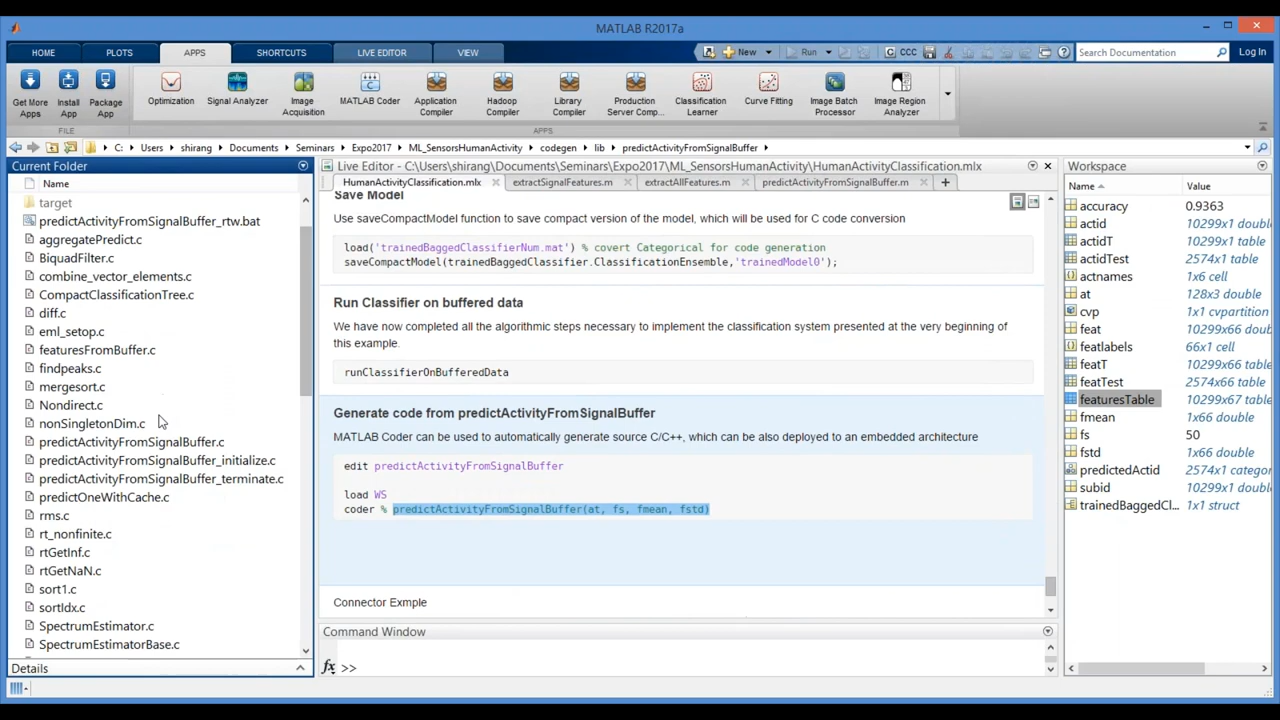 MATLAB R2017a
HOME PLOTS APPS SHORTCUTS LIVE EDITOR VIEW New Run CCC Search Documentation Log In
Get More Apps Install App Package App Optimization Signal Analyzer Image Acquisition MATLAB Coder Application Compiler Hadoop Compiler Library Compiler Production Server Comp... Classification Learner Curve Fitting Image Batch Processor Image Region Analyzer
FILE APPS
C: Users shirang Documents Seminars Expo2017 ML_SensorsHumanActivity codegen lib predictActivityFromSignalBuffer
Current Folder
Name
target
predictActivityFromSignalBuffer_rtw.bat
aggregatePredict.c
BiquadFilter.c
combine_vector_elements.c
CompactClassificationTree.c
diff.c
eml_setop.c
featuresFromBuffer.c
findpeaks.c
mergesort.c
Nondirect.c
nonSingletonDim.c
predictActivityFromSignalBuffer.c
predictActivityFromSignalBuffer_initialize.c
predictActivityFromSignalBuffer_terminate.c
predictOneWithCache.c
rms.c
rt_nonfinite.c
rtGetInf.c
rtGetNaN.c
sort1.c
sortIdx.c
SpectrumEstimator.c
SpectrumEstimatorBase.c
Details
Live Editor - C:\Users\shirang\Documents\Seminars\Expo2017\ML_SensorsHumanActivity\HumanActivityClassification.mlx
HumanActivityClassification.mlx extractSignalFeatures.m extractAllFeatures.m predictActivityFromSignalBuffer.m
Save Model
Use saveCompactModel function to save compact version of the model, which will be used for C code conversion
load('trainedBaggedClassifierNum.mat') % covert Categorical for code generation
saveCompactModel(trainedBaggedClassifier.ClassificationEnsemble,'trainedModel0');
Run Classifier on buffered data
We have now completed all the algorithmic steps necessary to implement the classification system presented at the very beginning of
this example.
runClassifierOnBufferedData
Generate code from predictActivityFromSignalBuffer
MATLAB Coder can be used to automatically generate source C/C++, which can be also deployed to an embedded architecture
edit predictActivityFromSignalBuffer
load WS
coder % predictActivityFromSignalBuffer(at, fs, fmean, fstd)
Connector Exmple
Command Window
fx >>
Workspace
Name Value
accuracy 0.9363
actid 10299x1 double
actidT 10299x1 table
actidTest 2574x1 table
actnames 1x6 cell
at 128x3 double
cvp 1x1 cvpartition
feat 10299x66 double
featlabels 66x1 cell
featT 10299x66 table
featTest 2574x66 table
featuresTable 10299x67 table
fmean 1x66 double
fs 50
fstd 1x66 double
predictedActid 2574x1 categor
subid 10299x1 double
trainedBaggedCl... 1x1 struct